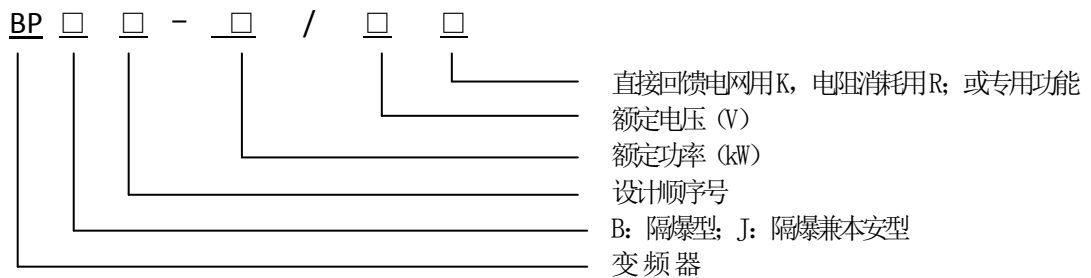 BP □ □ - □ / □ □
直接回馈电网用K，电阻消耗用R；或专用功能
额定电压（V）
额定功率（kW）
设计顺序号
B：隔爆型；J：隔爆兼本安型
变频器